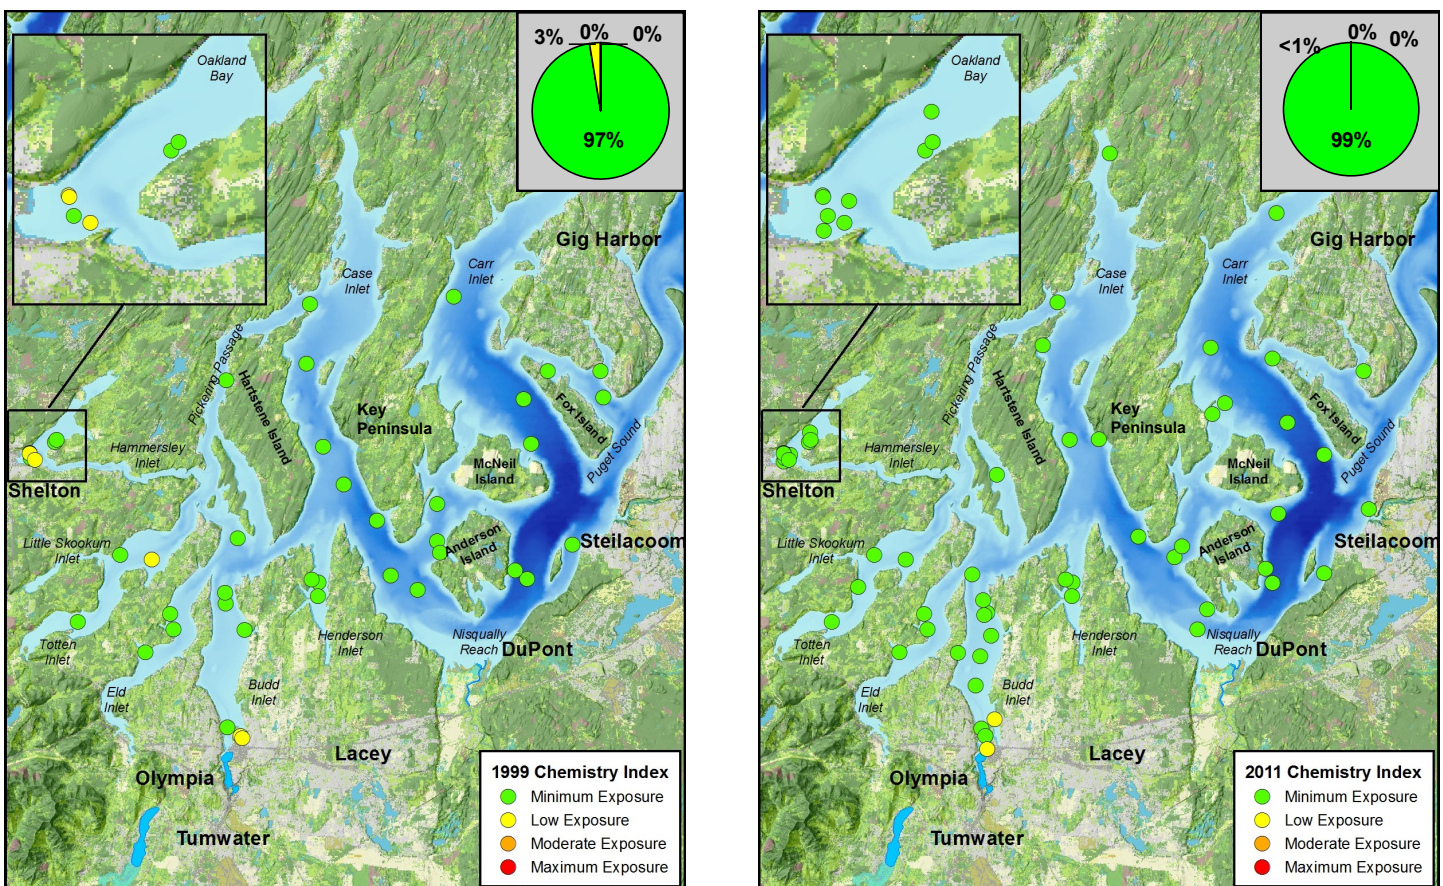 Oakland
Bay
3%
0%
0%
97%
Gig Harbor
Case
Inlet
Carr
Inlet
Pickering Passage
Hartstene Island
Key
Peninsula
Fox Island
Puget Sound
Hammersley
Inlet
McNeil
Island
Shelton
Little Skookum
Inlet
Anderson
Island
Steilacoom
Totten
Inlet
Henderson
Inlet
Nisqually
Reach
DuPont
Eld
Inlet
Budd
Inlet
Lacey
Olympia
Tumwater
1999 Chemistry Index
Minimum Exposure
Low Exposure
Moderate Exposure
Maximum Exposure
Oakland
Bay
<1%
0%
0%
99%
Gig Harbor
Case
Inlet
Carr
Inlet
Pickering Passage
Hartstene Island
Key
Peninsula
Fox Island
Puget Sound
Hammersley
Inlet
McNeil
Island
Shelton
Little Skookum
Inlet
Anderson
Island
Steilacoom
Totten
Inlet
Henderson
Inlet
Nisqually
Reach
DuPont
Eld
Inlet
Budd
Inlet
Lacey
Olympia
Tumwater
2011 Chemistry Index
Minimum Exposure
Low Exposure
Moderate Exposure
Maximum Exposure